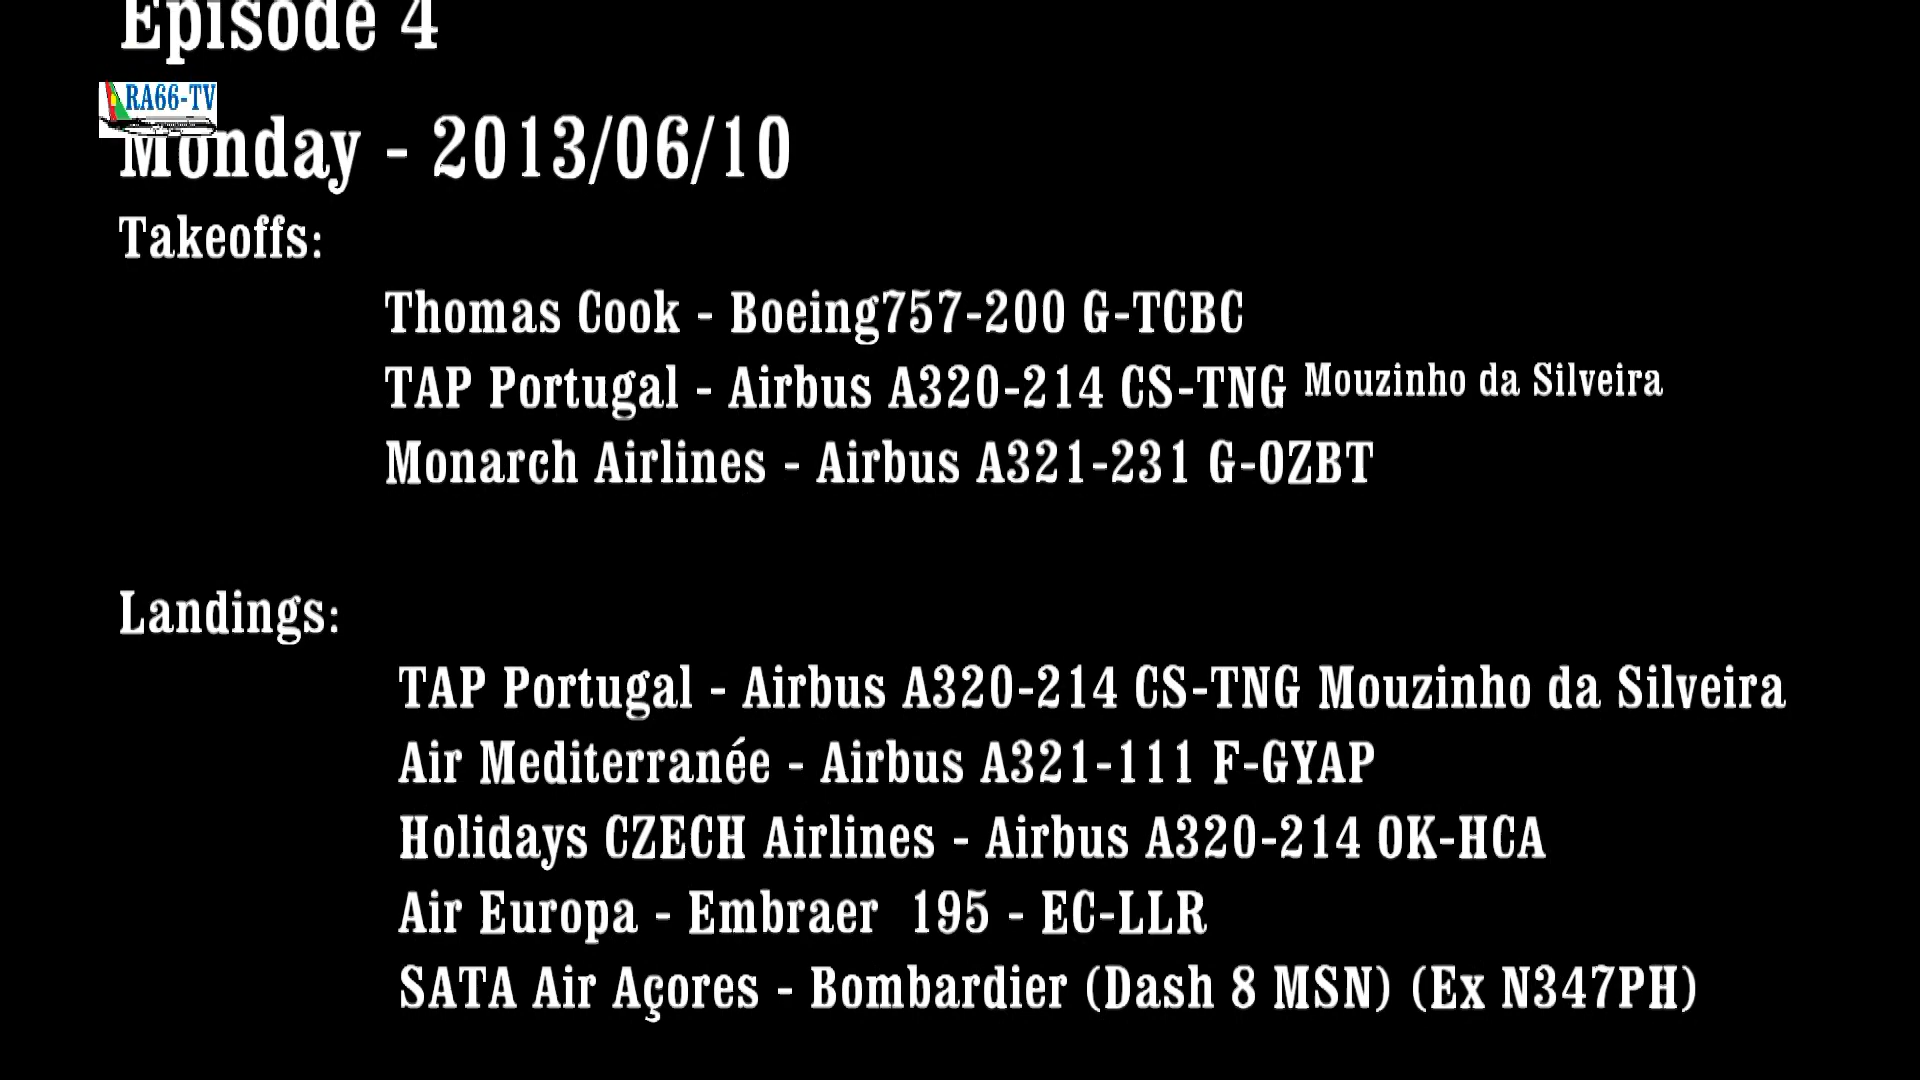 Episode 4
RA66-TV
Monday - 2013/06/10
Takeoffs:
Thomas Cook - Boeing757-200 G-TCBC
TAP Portugal - Airbus A320-214 CS-TNG Mouzinho da Silveira
Monarch Airlines - Airbus A321-231 G-OZBT
Landings:
TAP Portugal - Airbus A320-214 CS-TNG Mouzinho da Silveira
Air Mediterranée - Airbus A321-111 F-GYAP
Holidays CZECH Airlines - Airbus A320-214 OK-HCA
Air Europa - Embraer  195 - EC-LLR
SATA Air Açores - Bombardier (Dash 8 MSN) (Ex N347PH)